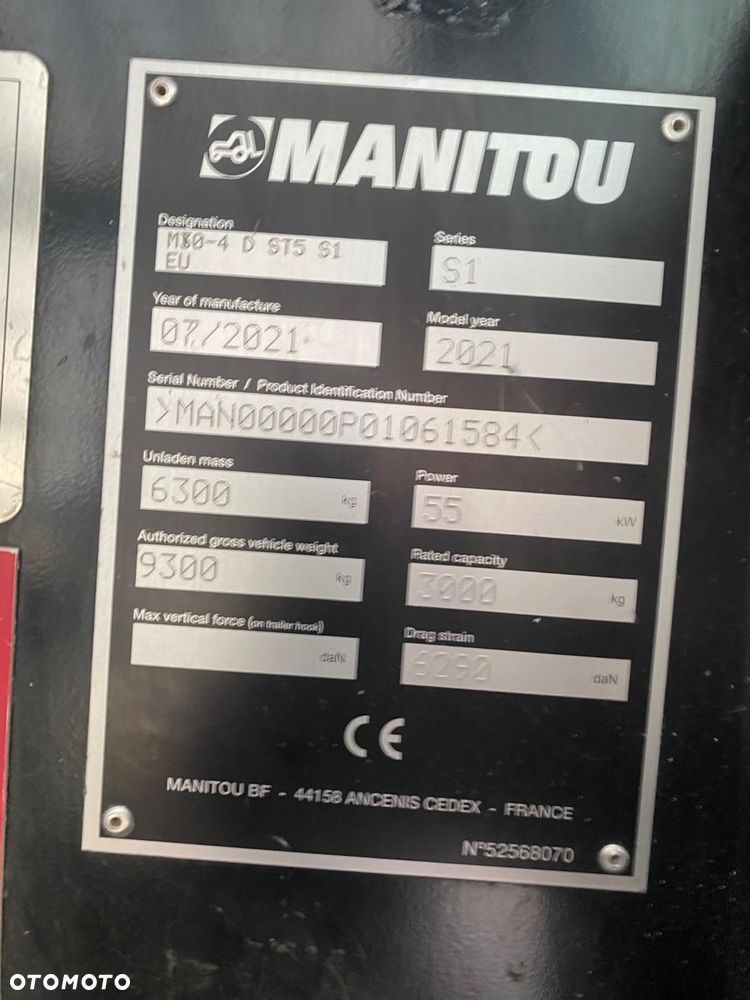 MANITOU
Designation
M30-4 D ST5 S1
EU
Series
S1
Year of manufacture
07/2021
Model year
2021
Serial Number / Product Identification Number
>MAN00000P01061584<
Unladen mass
6300 kg
Power
55 kW
Authorized gross vehicle weight
9300 kg
Rated capacity
3000 kg
Max vertical force (on trailer hook)
daN
Drag strain
daN
CE
MANITOU BF - 44158 ANCENIS CEDEX - FRANCE
N°52568070
OTOMOTO